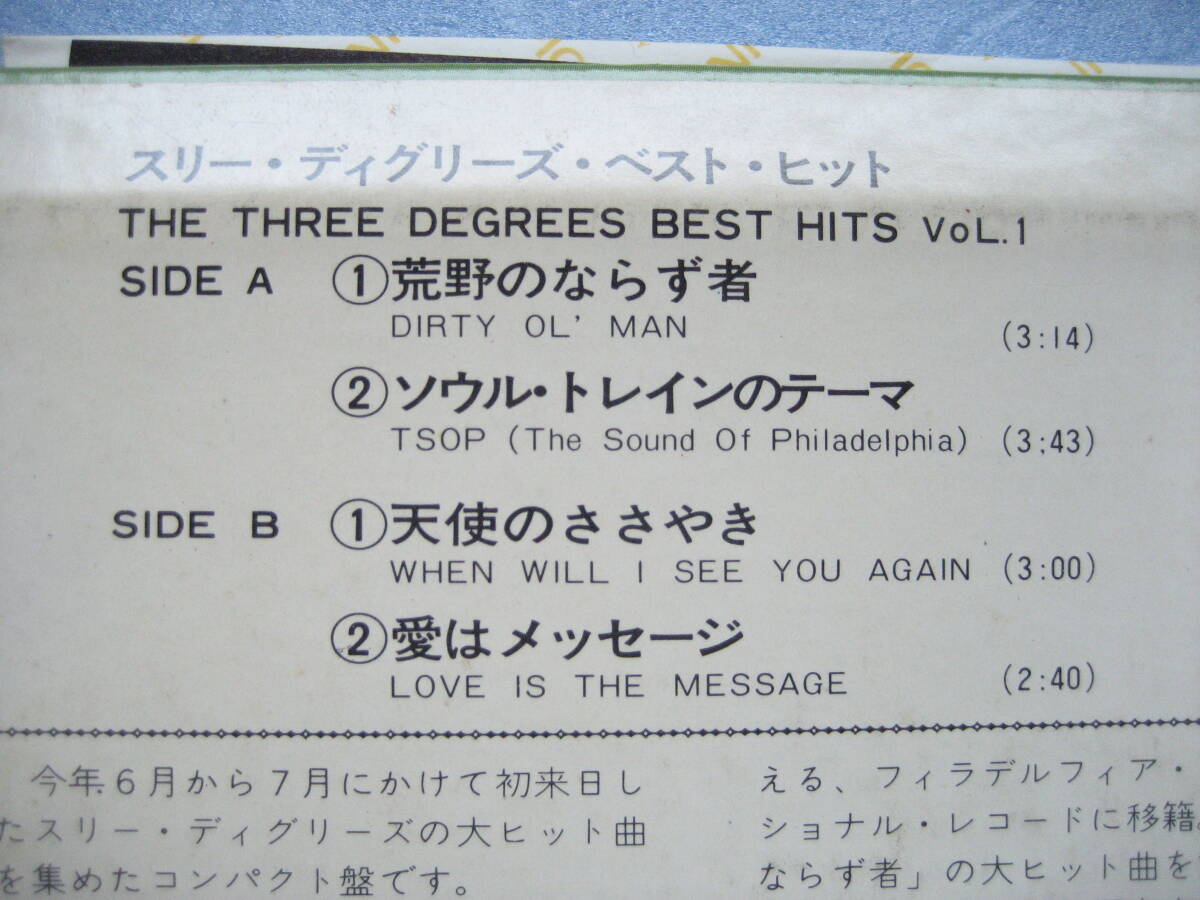 スリー・ディグリーズ・ベスト・ヒット
THE THREE DEGREES BEST HITS VoL.1
SIDE A ①荒野のならず者
DIRTY OL' MAN (3:14)
②ソウル・トレインのテーマ
TSOP (The Sound Of Philadelphia) (3:43)
SIDE B ①天使のささやき
WHEN WILL I SEE YOU AGAIN (3:00)
②愛はメッセージ
LOVE IS THE MESSAGE (2:40)
今年6月から7月にかけて初来日し
たスリー・ディグリーズの大ヒット曲
を集めたコンパクト盤です。
える、フィラデルフィア・
ショナル・レコードに移籍。
ならず者」の大ヒット曲を